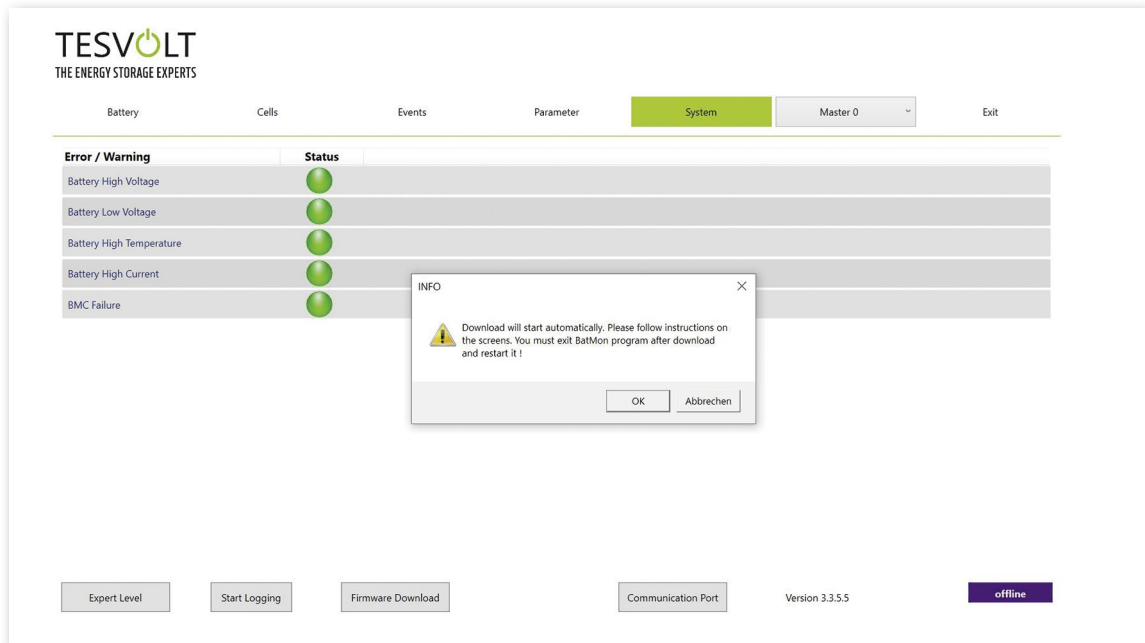 TESVOLT
THE ENERGY STORAGE EXPERTS
Battery Cells Events Parameter System Master 0 Exit
Error / Warning Status
Battery High Voltage
Battery Low Voltage
Battery High Temperature
Battery High Current
BMC Failure
INFO
Download will start automatically. Please follow instructions on
the screens. You must exit BatMon program after download
and restart it !
OK Abbrechen
Expert Level Start Logging Firmware Download Communication Port Version 3.3.5.5 offline